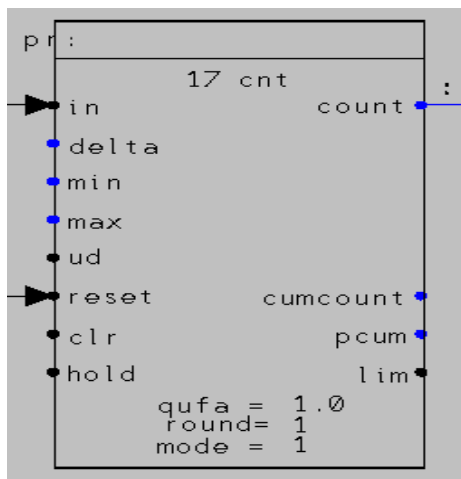 pr:
17 cnt
in count :
delta
min
max
ud
reset cumcount
clr pcum
hold lim
qufa = 1.0
round= 1
mode = 1